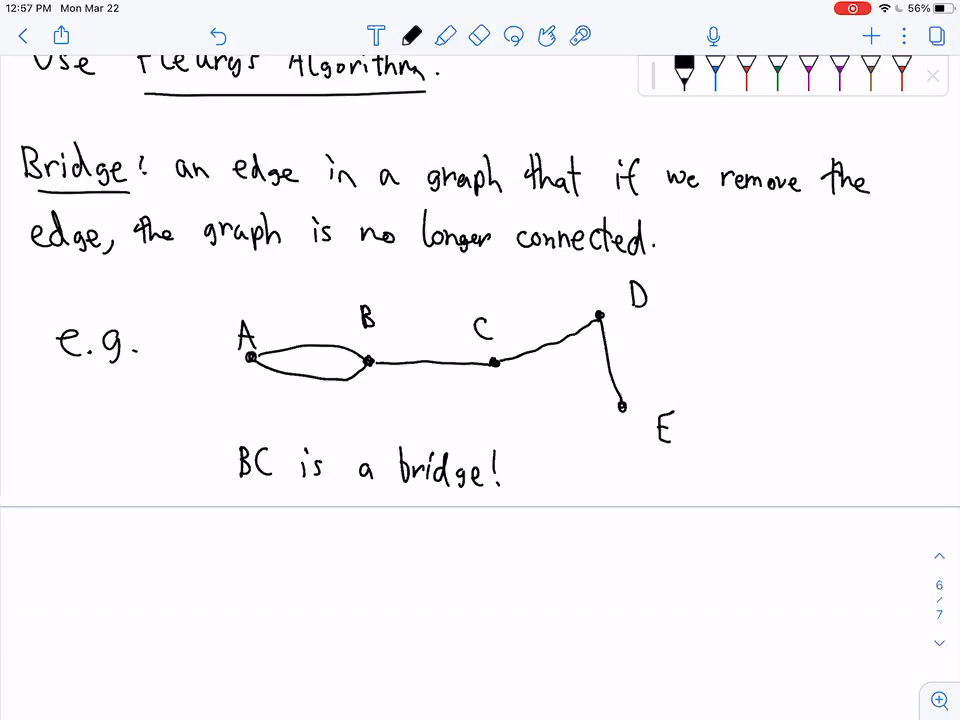 12:57 PM Mon Mar 22
56%
Use Fleury's Algorithm.
Bridge: an edge in a graph that if we remove the
edge, the graph is no longer connected.
D
B
C
A
e.g.
E
BC is a bridge!
6
/
7